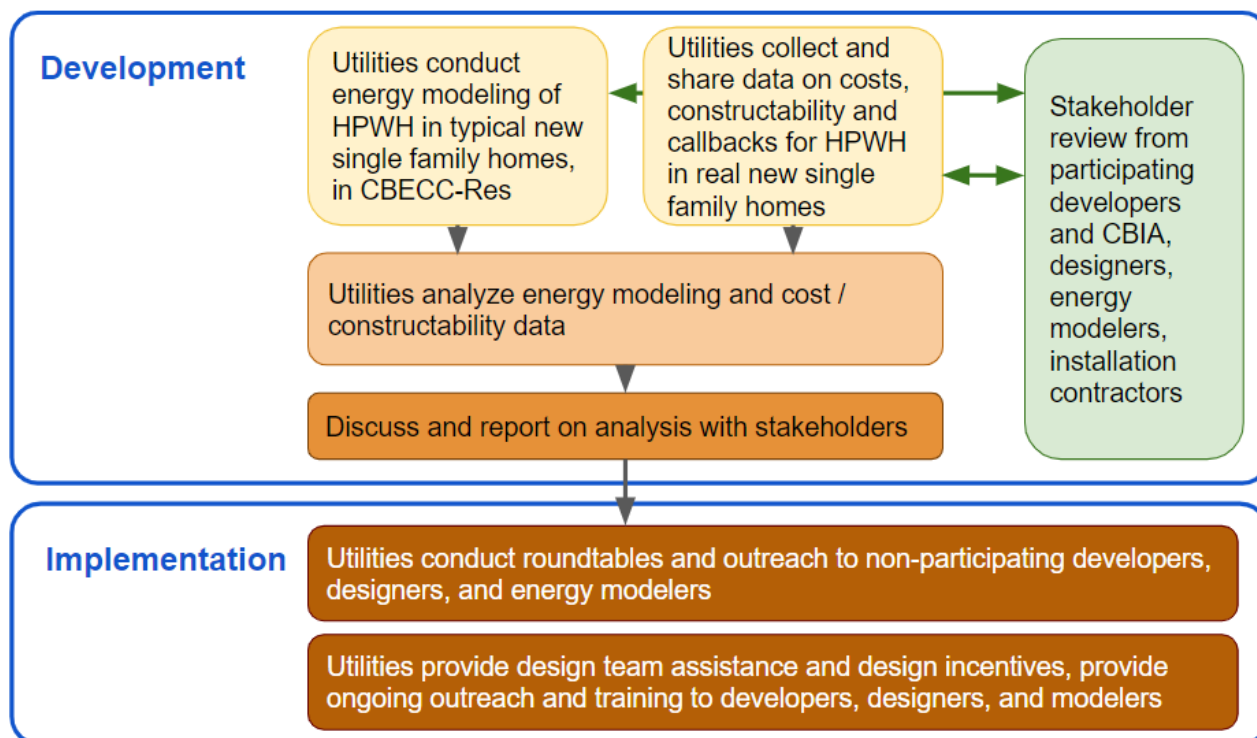 Development
Utilities conduct
energy modeling of
HPWH in typical new
single family homes,
in CBECC-Res
Utilities collect and
share data on costs,
constructability and
callbacks for HPWH
in real new single
family homes
Stakeholder
review from
participating
developers
and CBIA,
designers,
energy
modelers,
installation
contractors
Utilities analyze energy modeling and cost /
constructability data
Discuss and report on analysis with stakeholders
Implementation
Utilities conduct roundtables and outreach to non-participating developers,
designers, and energy modelers
Utilities provide design team assistance and design incentives, provide
ongoing outreach and training to developers, designers, and modelers